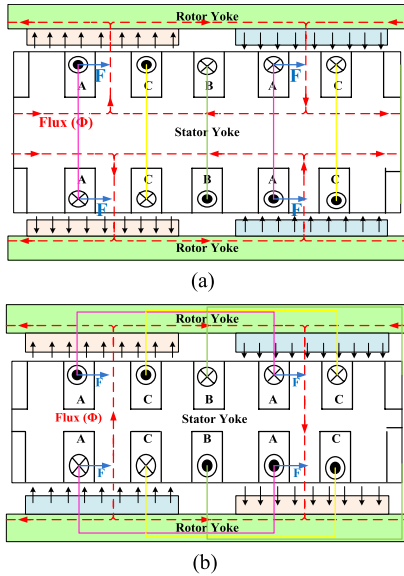 Rotor Yoke
F F
A C B A C
Flux (Φ)
Stator Yoke
A C B A C
Rotor Yoke
(a)
Rotor Yoke
F F
A C B A C
Flux (Φ) Stator Yoke
A C B A C
F F
Rotor Yoke
(b)